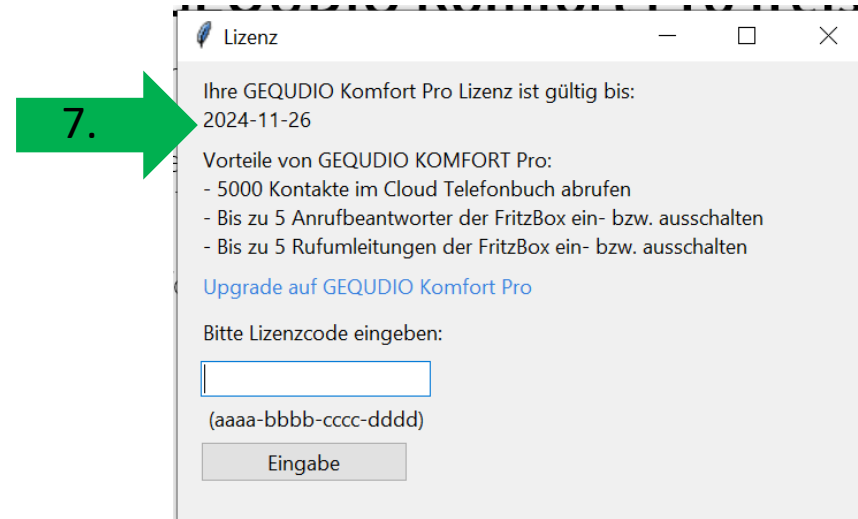 Lizenz
Ihre GEQUDIO Komfort Pro Lizenz ist gültig bis:
7.
2024-11-26
Vorteile von GEQUDIO KOMFORT Pro:
- 5000 Kontakte im Cloud Telefonbuch abrufen
- Bis zu 5 Anrufbeantworter der FritzBox ein- bzw. ausschalten
- Bis zu 5 Rufumleitungen der FritzBox ein- bzw. ausschalten
Upgrade auf GEQUDIO Komfort Pro
Bitte Lizenzcode eingeben:
(aaaa-bbbb-cccc-dddd)
Eingabe